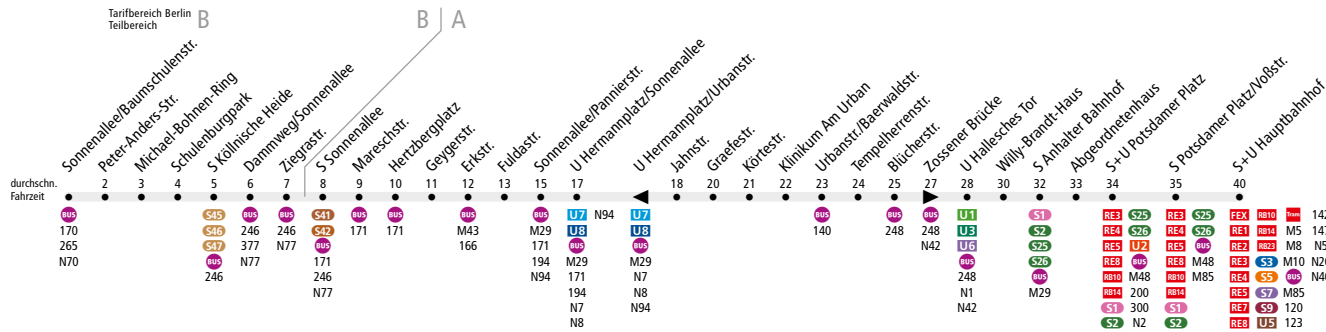 Tarifbereich Berlin
Teilbereich B B A
Sonnenallee/Baumschulenstr.
Peter-Anders-Str.
Michael-Bohnen-Ring
Schulenburgpark
S Köllnische Heide
Dammweg/Sonnenallee
Ziegrastr.
S Sonnenallee
Mareschstr.
Hertzbergplatz
Geygerstr.
Erkstr.
Fuldastr.
Sonnenallee/Pannierstr.
U Hermannplatz/Sonnenallee
U Hermannplatz/Urbanstr.
Jahnstr.
Graefestr.
Körtestr.
Klinikum Am Urban
Urbanstr./Baerwaldstr.
Tempelherrenstr.
Blücherstr.
Zossener Brücke
U Hallesches Tor
Willy-Brandt-Haus
S Anhalter Bahnhof
Abgeordnetenhaus
S+U Potsdamer Platz
S Potsdamer Platz/Voßstr.
S+U Hauptbahnhof
durchschn. 2 3 4 5 6 7 8 9 10 11 12 13 15 17 18 20 21 22 23 24 25 27 28 30 32 33 34 35 40
Fahrzeit
BUS S45 BUS BUS S41 BUS BUS BUS BUS U7 N94 U7 BUS BUS BUS U1 S1 RE3 S25 RE3 S25 FEX RB10 Tram 142
170 S46 246 246 S42 171 171 M43 M29 U8 U8 140 248 248 U3 S2 RE4 S26 RE4 S26 RE1 RB14 M5 147
265 S47 377 N77 BUS 166 171 BUS BUS N42 U6 S25 RE5 U2 RE5 BUS RE2 RB23 M8 N5
N70 BUS N77 171 194 M29 M29 BUS S26 RE8 BUS RE8 M48 RE3 S3 M10 N20
246 246 N94 171 N7 248 BUS RB10 M48 RB10 M85 RE4 S5 BUS N40
N77 194 N8 N1 M29 RB14 200 RB14 RE5 S7 M85
N7 N94 N42 S1 300 S1 RE7 S9 120
N8 S2 N2 S2 RE8 U5 123